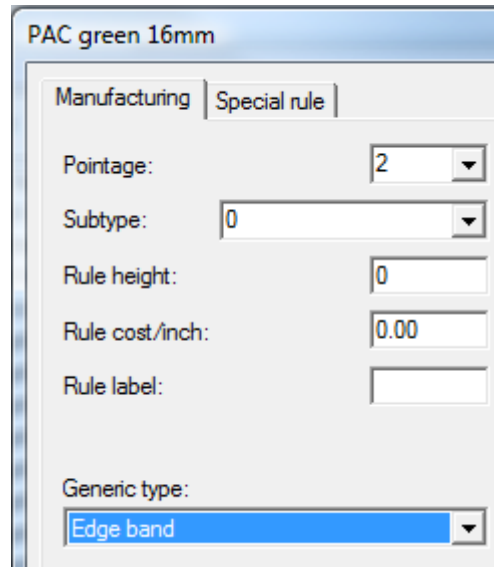 PAC green 16mm
Manufacturing Special rule
Pointage: 2
Subtype: 0
Rule height: 0
Rule cost/inch: 0.00
Rule label:
Generic type:
Edge band